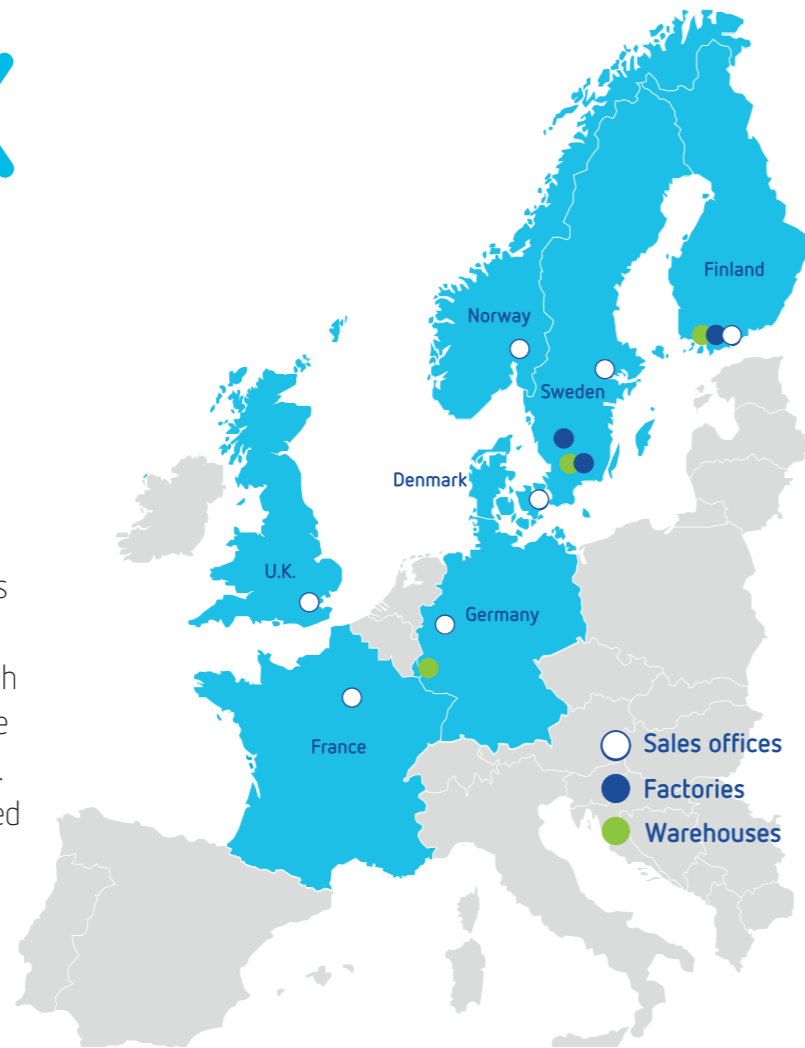 Finland
Norway
Sweden
Denmark
U.K.
Germany
France
Sales offices
Factories
Warehouses